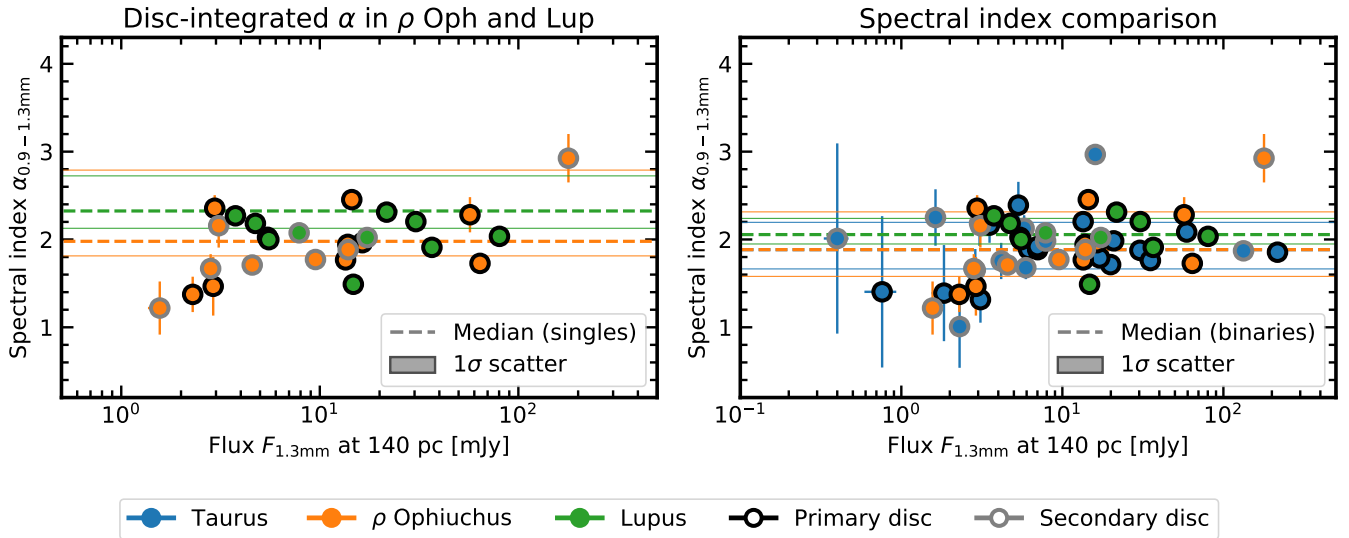 Disc-integrated α in ρ Oph and Lup
Spectral index α0.9−1.3mm
4
3
2
1
10⁰
10¹
10²
Flux F1.3mm at 140 pc [mJy]
Median (singles)
1σ scatter
Spectral index comparison
Spectral index α0.9−1.3mm
4
3
2
1
10⁻¹
10⁰
10¹
10²
Flux F1.3mm at 140 pc [mJy]
Median (binaries)
1σ scatter
Taurus
ρ Ophiuchus
Lupus
Primary disc
Secondary disc